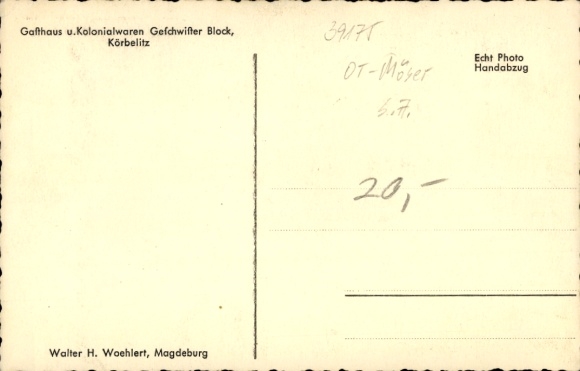 Gasthaus u.Kolonialwaren Geschwister Block,
Körbelitz
39175
OT-Möser
S.A.
Echt Photo
Handabzug
20,-
Walter H. Woehlert, Magdeburg